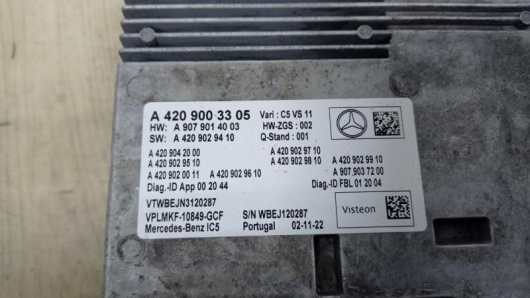 A 420 900 33 05 Vari : C5 VS 11
HW: A 907 901 40 03 HW-ZGS : 002
SW: A 420 902 94 10 Q-Stand : 001
A 420 904 20 00 A 420 902 97 10
A 420 902 95 10 A 420 902 98 10 A 420 902 99 10
A 420 902 00 11 A 420 902 96 10 A 907 903 72 00
Diag.-ID App 00 20 44 Diag.-ID FBL 01 20 04
VTWBEJN3120287
VPLMKF-10849-GCF S/N WBEJ120287
Mercedes-Benz IC5 Portugal 02-11-22
Visteon